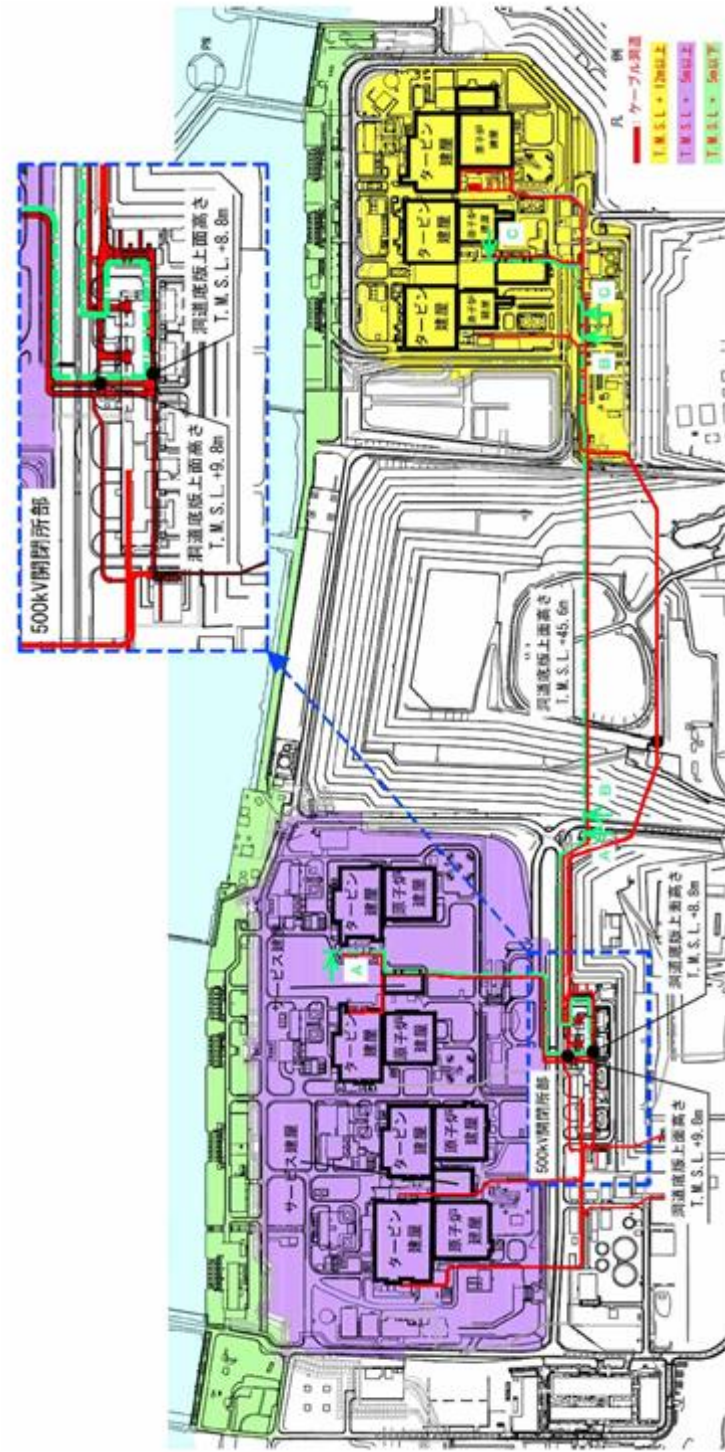 500kV開閉所部
洞道底版上面高さ
T.M.S.L.+9.8m
洞道底版上面高さ
T.M.S.L.+8.8m
PN
凡 例
ケーブル洞道
T.M.S.L.+12m以上
T.M.S.L.+ 5m以上
T.M.S.L.+ 5m以下
サービス建屋
サービス建屋
タービン
建屋
原子炉
建屋
タービン
建屋
原子炉
建屋
タービン
建屋
原子炉
建屋
タービン
建屋
原子炉
建屋
タービン
建屋
原子炉
建屋
タービン
建屋
原子炉
建屋
タービン
建屋
原子炉
建屋
A
A
B
B
C
C
洞道底版上面高さ
T.M.S.L.+45.6m
500kV開閉所部
洞道底版上面高さ
T.M.S.L.+9.8m
洞道底版上面高さ
T.M.S.L.+8.8m